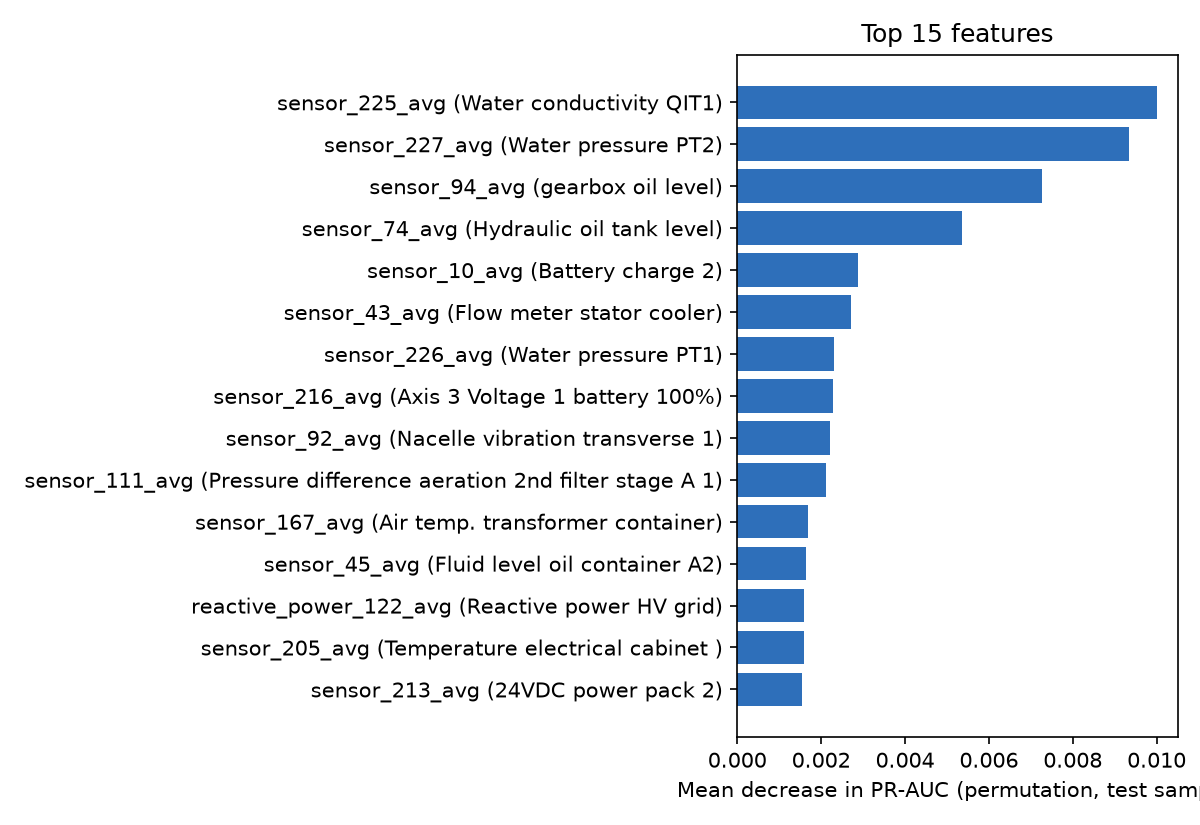 Top 15 features
sensor_225_avg (Water conductivity QIT1)
sensor_227_avg (Water pressure PT2)
sensor_94_avg (gearbox oil level)
sensor_74_avg (Hydraulic oil tank level)
sensor_10_avg (Battery charge 2)
sensor_43_avg (Flow meter stator cooler)
sensor_226_avg (Water pressure PT1)
sensor_216_avg (Axis 3 Voltage 1 battery 100%)
sensor_92_avg (Nacelle vibration transverse 1)
sensor_111_avg (Pressure difference aeration 2nd filter stage A 1)
sensor_167_avg (Air temp. transformer container)
sensor_45_avg (Fluid level oil container A2)
reactive_power_122_avg (Reactive power HV grid)
sensor_205_avg (Temperature electrical cabinet )
sensor_213_avg (24VDC power pack 2)
0.000 0.002 0.004 0.006 0.008 0.010
Mean decrease in PR-AUC (permutation, test